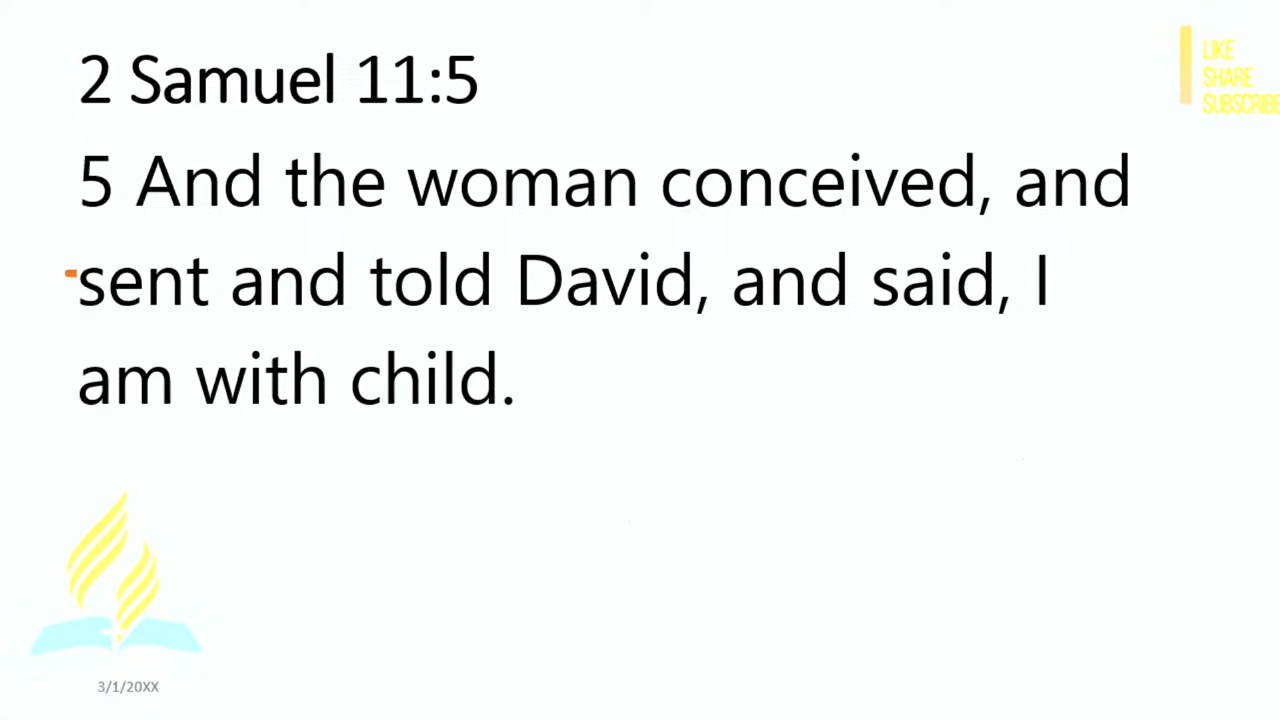 2 Samuel 11:5
LIKE
SHARE
SUBSCRIBE
5 And the woman conceived, and
sent and told David, and said, I
am with child.
3/1/20XX